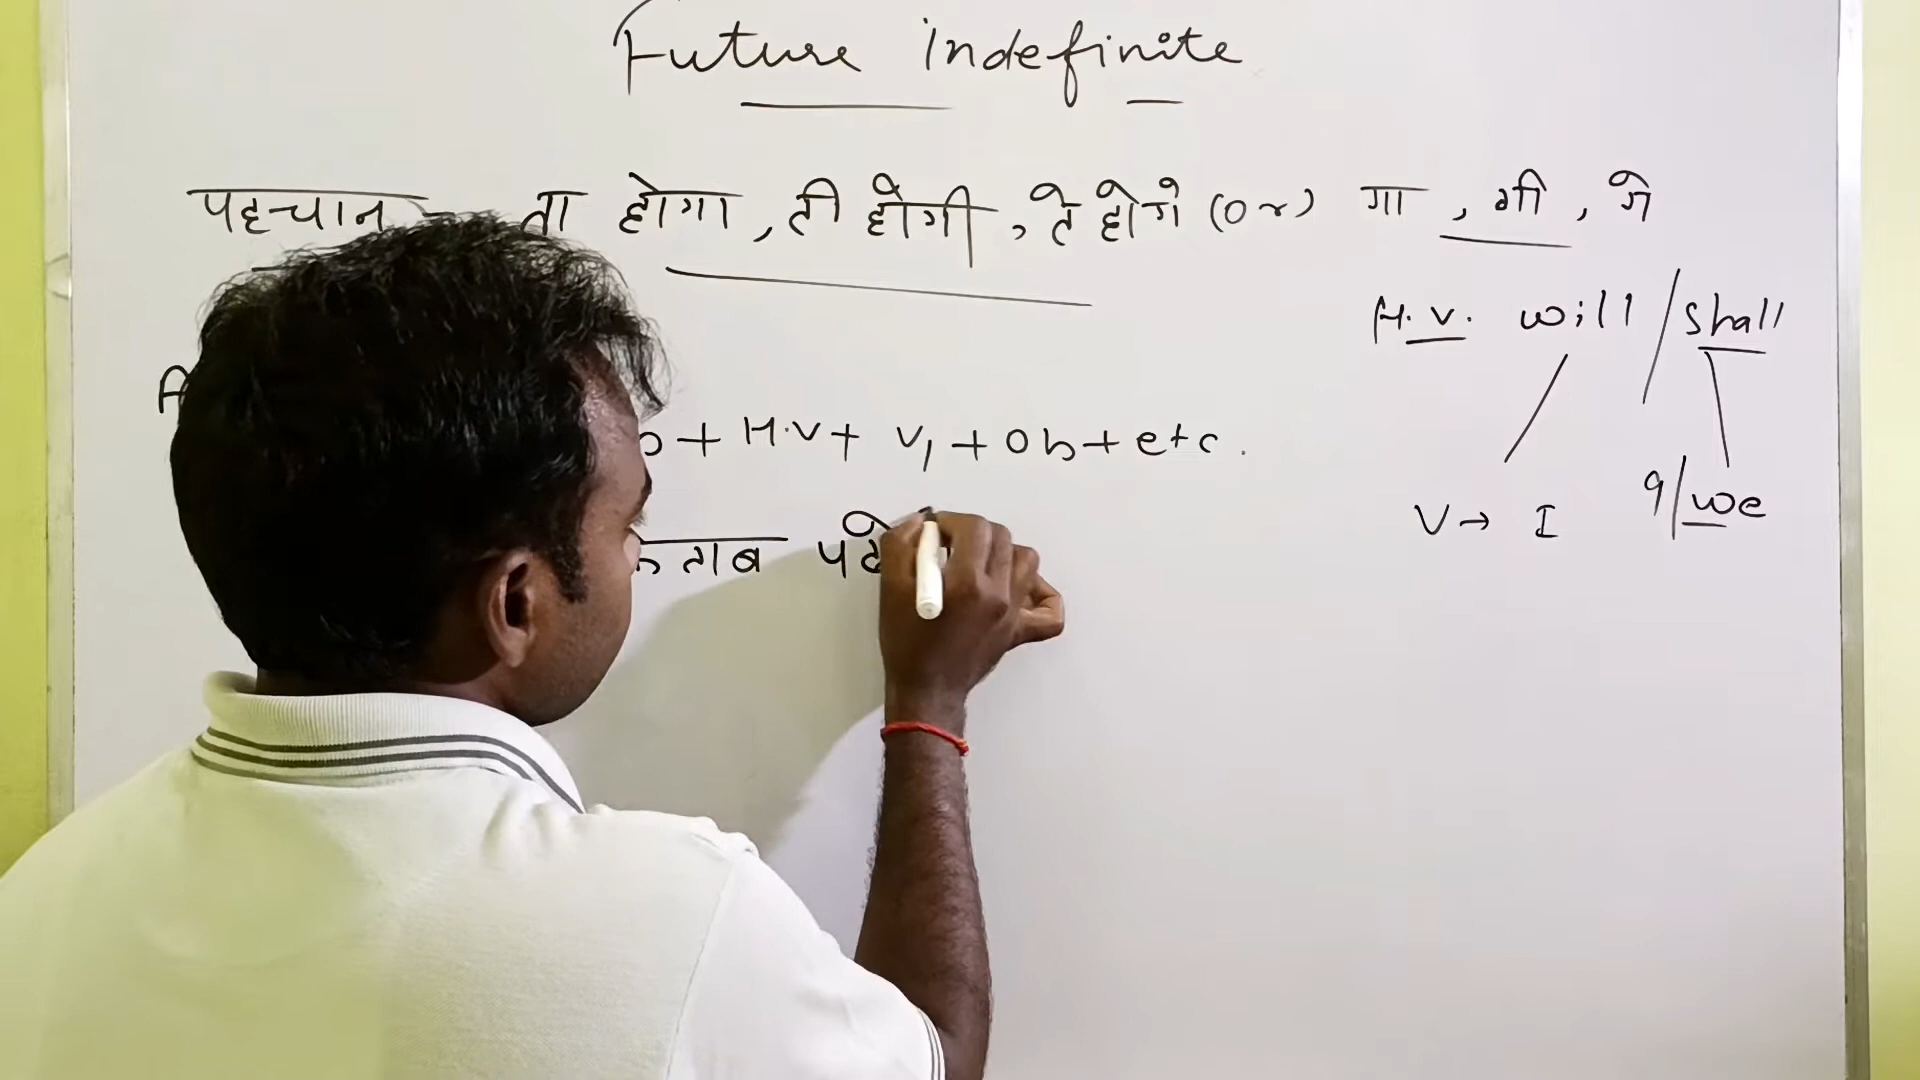 Future indefinite
पहचान - ता होगा, ती होगी, ते होगें (or) गा, गी, गे
H.V. will / shall
+ H.V + V1 + Ob + etc.
V → I I/we
ताब पढे